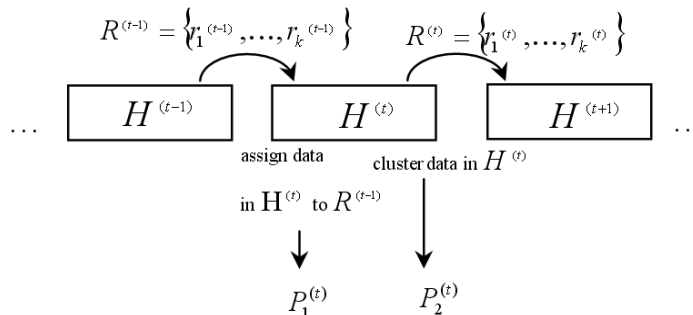 R^(t-1) = {r_1^(t-1),…,r_k^(t-1)} R^(t) = {r_1^(t),…,r_k^(t)}
… H^(t-1) H^(t) H^(t+1) ..
assign data cluster data in H^(t)
in H^(t) to R^(t-1)
P_1^(t) P_2^(t)